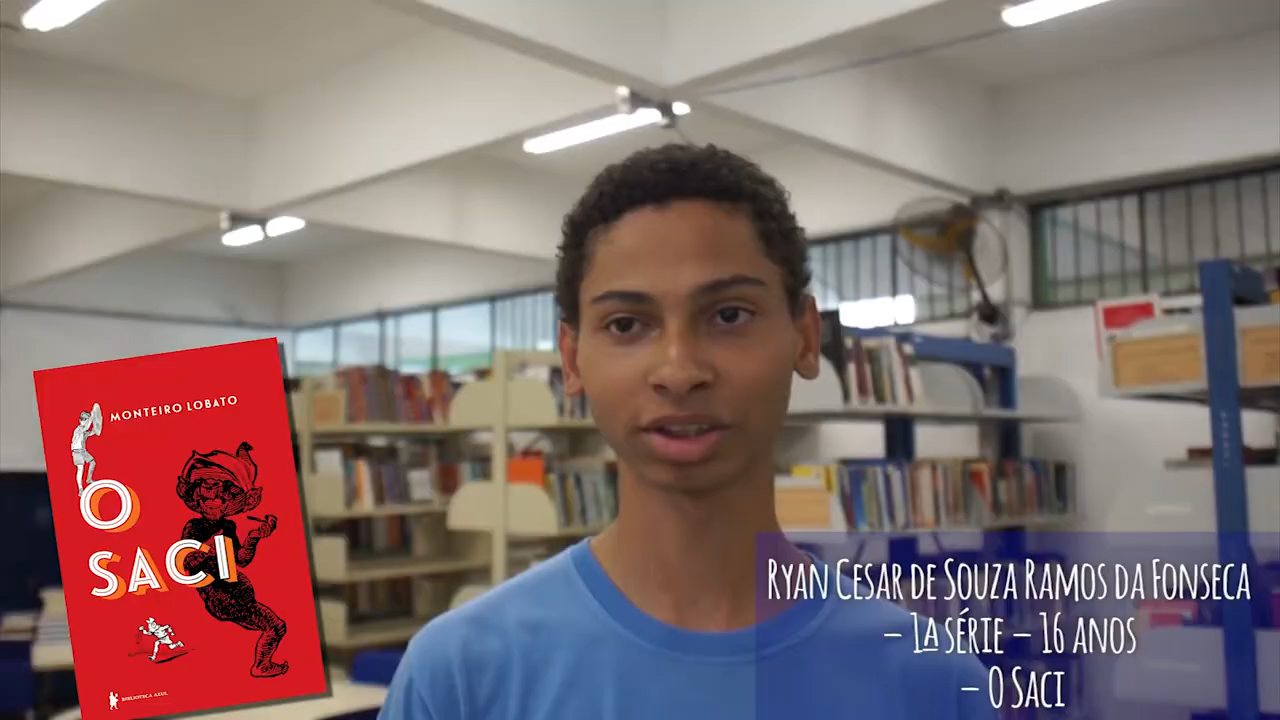 MONTEIRO LOBATO
O
SACI
BIBLIOTECA AZUL
RYAN CESAR DE SOUZA RAMOS DA FONSECA
– 1ª SÉRIE – 16 ANOS
– O SACI